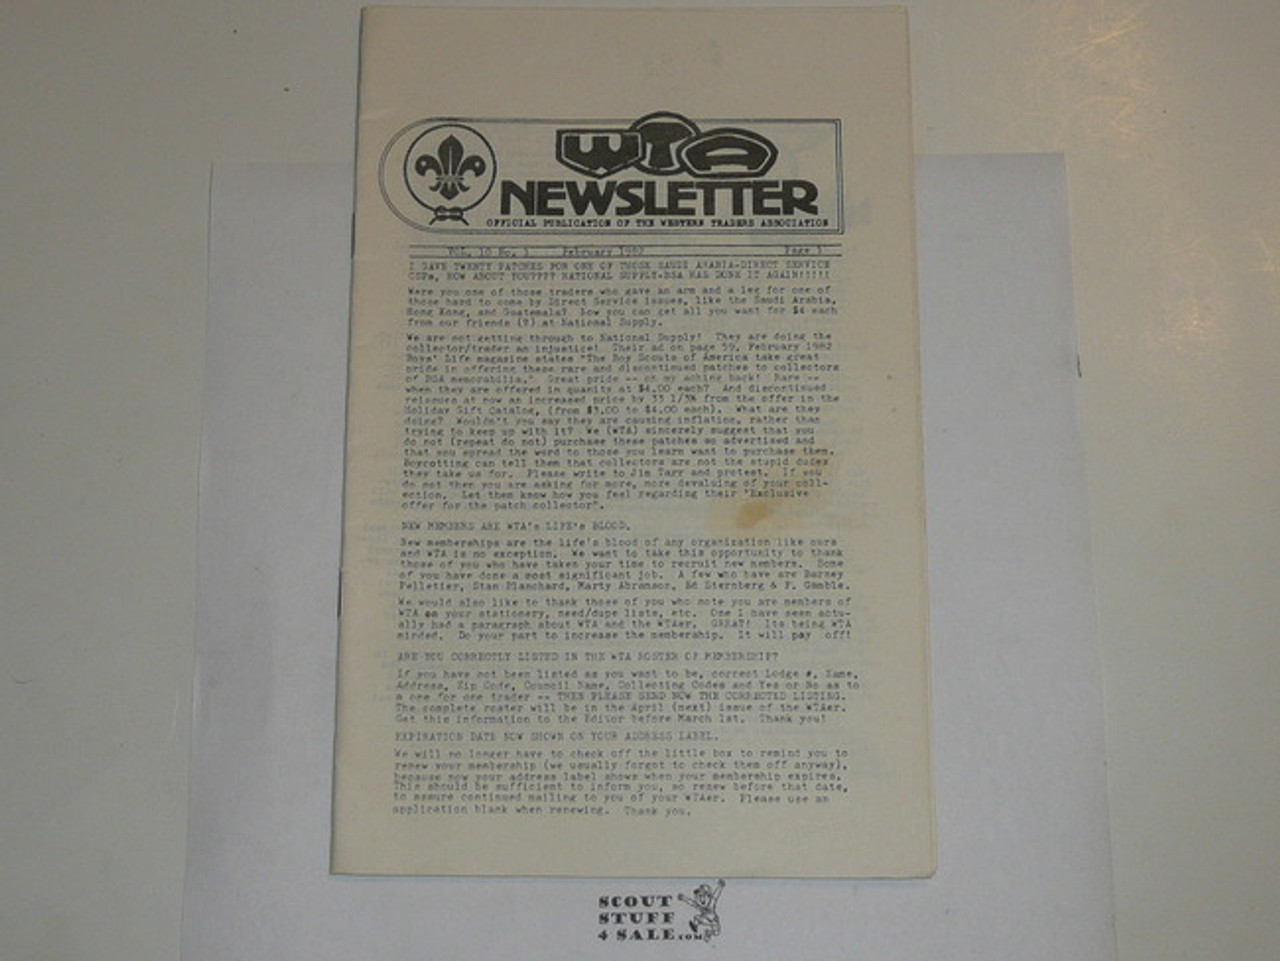 WTA
NEWSLETTER
OFFICIAL PUBLICATION OF THE WESTERN TRADERS ASSOCIATION
VOL. 10 No. 1 February 1982 Page 1
I GAVE TWENTY PATCHES FOR ONE OF THOSE SAUDI ARABIA-DIRECT SERVICE
CSPs, HOW ABOUT YOU???? NATIONAL SUPPLY-BSA HAS DONE IT AGAIN!!!!!
Were you one of those traders who gave an arm and a leg for one of
those hard to come by Direct Service issues, like the Saudi Arabia,
Hong Kong, and Guatemala? Now you can get all you want for $4 each
from our friends (?) at National Supply.
We are not getting through to National Supply! They are doing the
collector/trader an injustice! Their ad on page 59, February 1982
Boys' Life magazine states "The Boy Scouts of America take great
pride in offering these rare and discontinued patches to collectors
of BSA memorabilia." Great pride -- oh my aching back! Rare --
when they are offered in quanity at $4.00 each? And discontinued
reissues at now an increased price by 33 1/3% from the offer in the
Holiday Gift Catalog, (from $3.00 to $4.00 each). What are they
doing? Wouldn't you say they are causing inflation, rather than
trying to keep up with it? We (WTA) sincerely suggest that you
do not (repeat do not) purchase these patches so advertised and
that you spread the word to those you learn want to purchase them.
Boycotting can tell them that collectors are not the stupid dudes
they take us for. Please write to Jim Tarr and protest. If you
do not then you are asking for more, more devaluing of your coll-
ection. Let them know how you feel regarding their "Exclusive
offer for the patch collector".
NEW MEMBERS ARE WTA's LIFE's BLOOD.
New memberships are the life's blood of any organization like ours
and WTA is no exception. We want to take this opportunity to thank
those of you who have taken your time to recruit new members. Some
of you have done a most significant job. A few who have are Barney
Pelletier, Stan Planchard, Marty Abramson, Ed Sternberg & F. Gamble.
We would also like to thank those of you who note you are members of
WTA on your stationery, need/dupe lists, etc. One I have seen actu-
ally had a paragraph about WTA and the WTAer. GREAT! Its being WTA
minded. Do your part to increase the membership. It will pay off!
ARE YOU CORRECTLY LISTED IN THE WTA ROSTER OF MEMBERSHIP?
If you have not been listed as you want to be, correct Lodge #, Name,
Address, Zip Code, Council Name, Collecting Codes and Yes or No as to
a one for one trader -- THEN PLEASE SEND NOW THE CORRECTED LISTING.
The complete roster will be in the April (next) issue of the WTAer.
Get this information to the Editor before March 1st. Thank you!
EXPIRATION DATE NOW SHOWN ON YOUR ADDRESS LABEL.
We will no longer have to check off the little box to remind you to
renew your membership (we usually forgot to check them off anyway),
because now your address label shows when your membership expires.
This should be sufficient to inform you, so renew before that date,
to assure continued mailing to you of your WTAer. Please use an
application blank when renewing. Thank you.
SCOUT
STUFF
4 SALE.COM